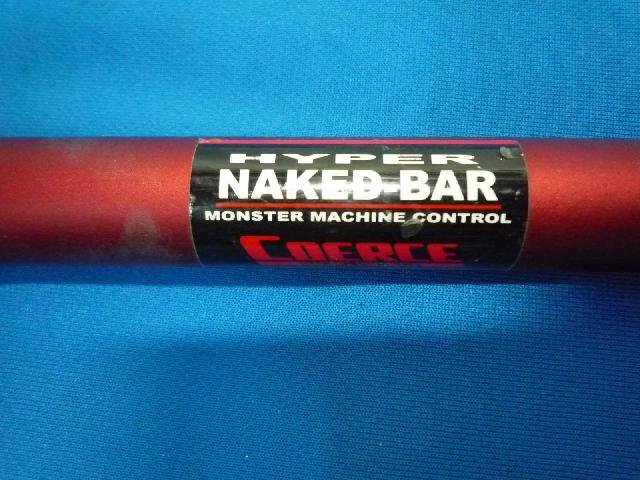 HYPER
NAKED-BAR
MONSTER MACHINE CONTROL
COERCE